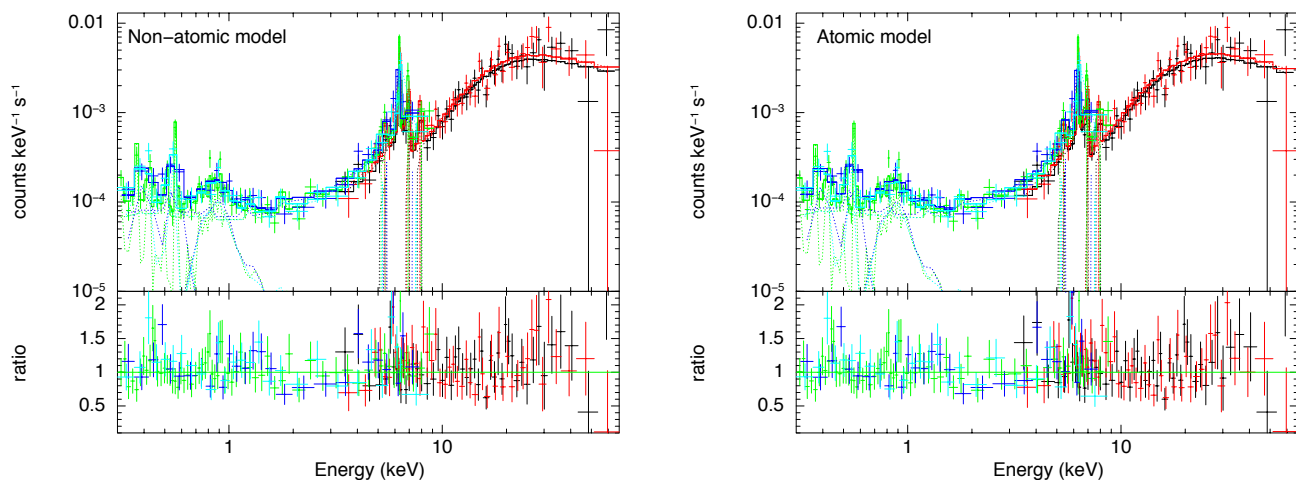 Non−atomic model
counts keV⁻¹ s⁻¹
0.01
10⁻³
10⁻⁴
10⁻⁵
ratio
2
1.5
1
0.5
1
10
Energy (keV)
Atomic model
counts keV⁻¹ s⁻¹
0.01
10⁻³
10⁻⁴
10⁻⁵
ratio
2
1.5
1
0.5
1
10
Energy (keV)